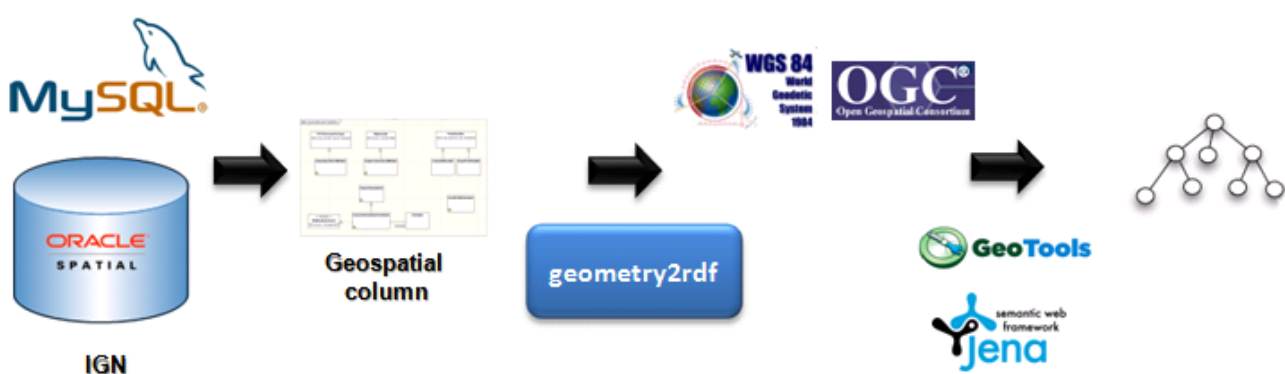 MySQL®
ORACLE
SPATIAL
IGN
Geospatial
column
geometry2rdf
WGS 84
World
Geodetic
System
1984
OGC®
Open Geospatial Consortium
GeoTools
semantic web
framework
Jena